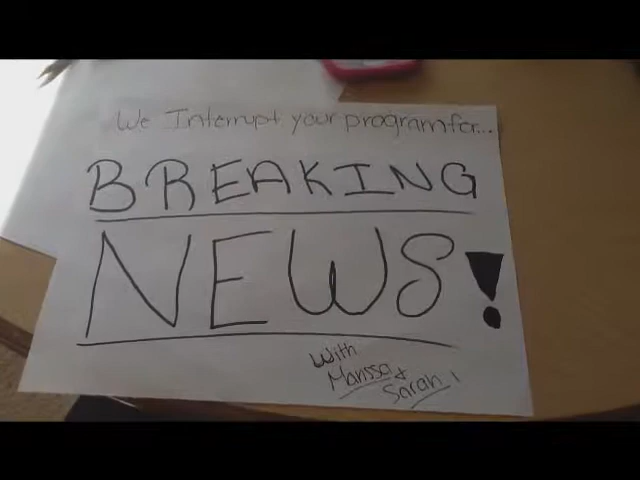 We Interrupt your program for...
BREAKING
NEWS!
With
Marissa &
Sarah!